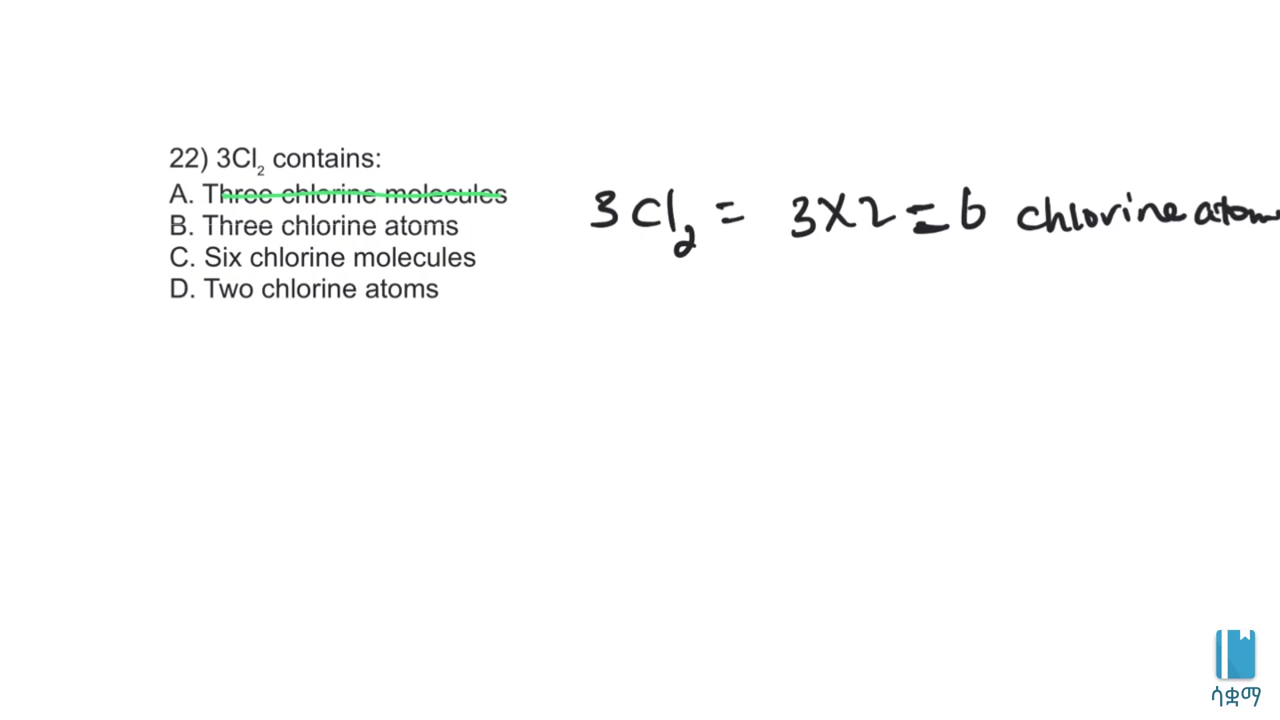 22) 3Cl₂ contains:
A. Three chlorine molecules
B. Three chlorine atoms
C. Six chlorine molecules
D. Two chlorine atoms
3Cl₂ = 3X2=6 chlorine atoms
ሳቋማ